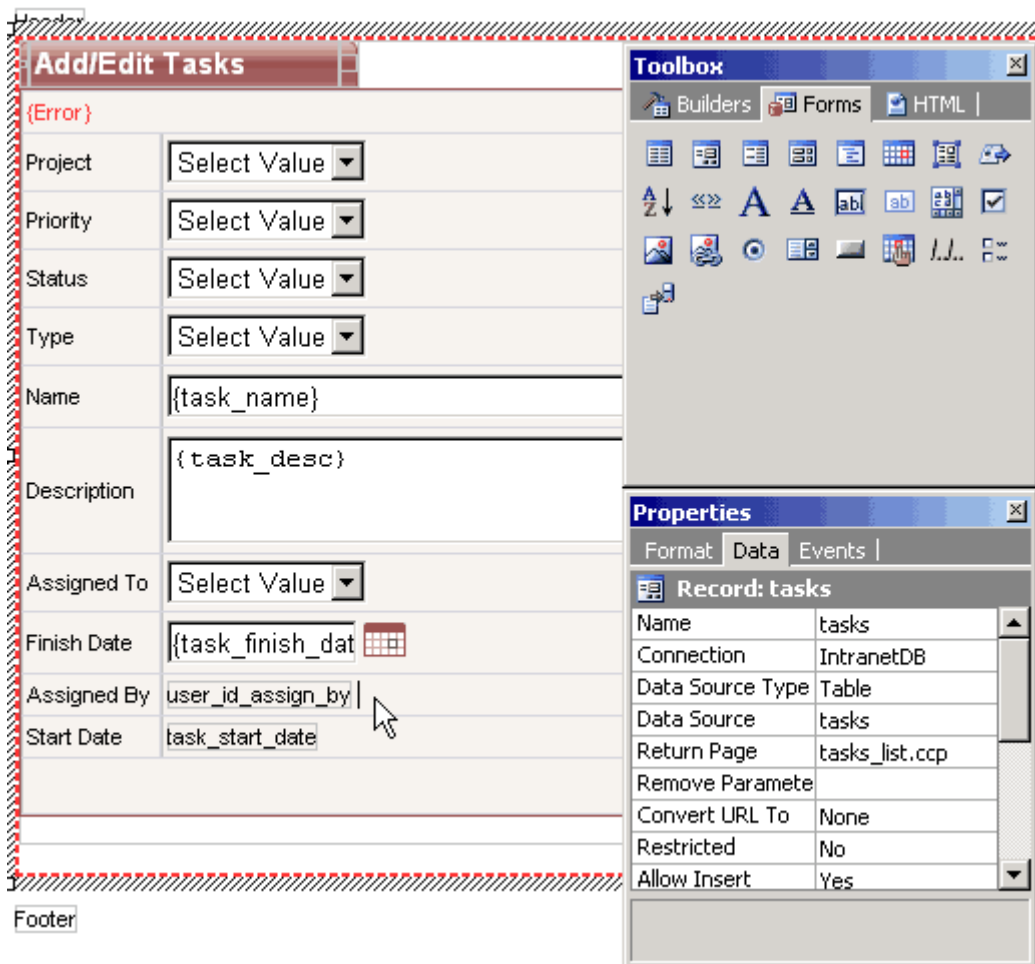 Header
Add/Edit Tasks
{Error}
Project Select Value
Priority Select Value
Status Select Value
Type Select Value
Name {task_name}
Description {task_desc}
Assigned To Select Value
Finish Date {task_finish_dat
Assigned By user_id_assign_by
Start Date task_start_date
Footer
Toolbox
Builders Forms HTML
Properties
Format Data Events
Record: tasks
Name tasks
Connection IntranetDB
Data Source Type Table
Data Source tasks
Return Page tasks_list.ccp
Remove Paramete
Convert URL To None
Restricted No
Allow Insert Yes